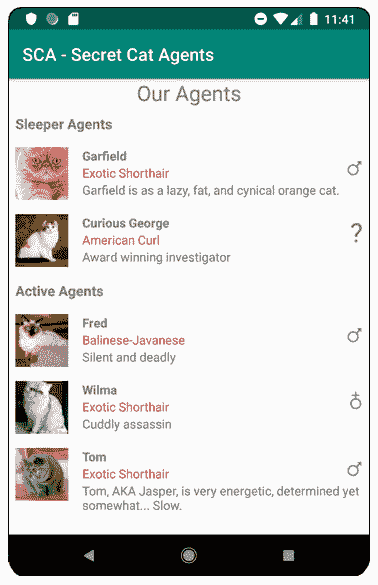 11:41
SCA - Secret Cat Agents
Our Agents
Sleeper Agents
Garfield
Exotic Shorthair
Garfield is as a lazy, fat, and cynical orange cat.
Curious George
American Curl
?
Award winning investigator
Active Agents
Fred
Balinese-Javanese
Silent and deadly
Wilma
Exotic Shorthair
Cuddly assassin
Tom
Exotic Shorthair
Tom, AKA Jasper, is very energetic, determined yet
somewhat... Slow.